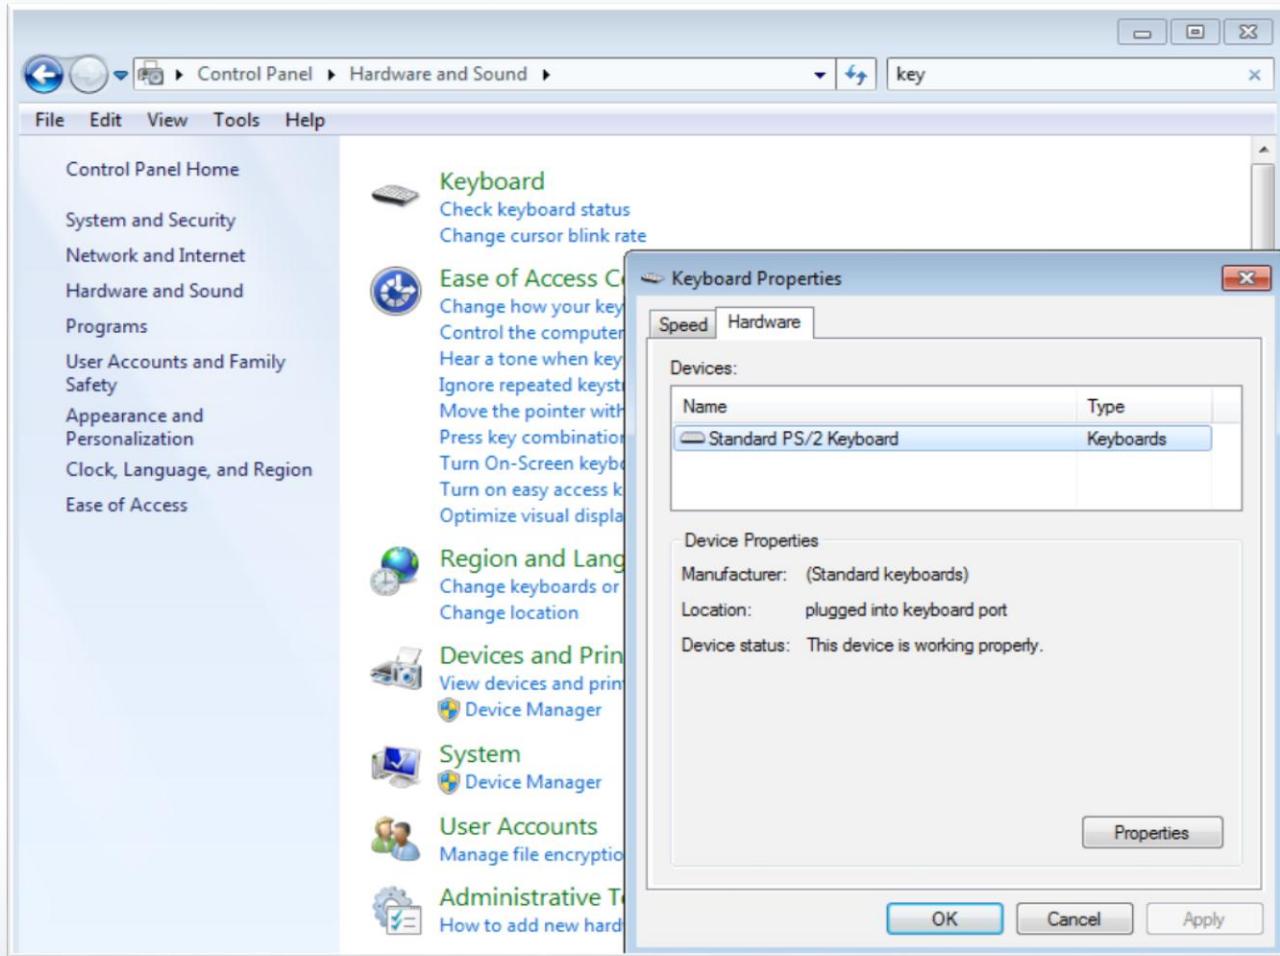 Control Panel Hardware and Sound
key
File Edit View Tools Help
Control Panel Home
System and Security
Network and Internet
Hardware and Sound
Programs
User Accounts and Family
Safety
Appearance and
Personalization
Clock, Language, and Region
Ease of Access
Keyboard
Check keyboard status
Change cursor blink rate
Ease of Access C
Change how your key
Control the computer
Hear a tone when key
Ignore repeated keyst
Move the pointer with
Press key combination
Turn On-Screen keybo
Turn on easy access k
Optimize visual displa
Region and Lang
Change keyboards or
Change location
Devices and Prin
View devices and prin
Device Manager
System
Device Manager
User Accounts
Manage file encryptio
Administrative T
How to add new hard
Keyboard Properties
Speed Hardware
Devices:
Name Type
Standard PS/2 Keyboard Keyboards
Device Properties
Manufacturer: (Standard keyboards)
Location: plugged into keyboard port
Device status: This device is working properly.
Properties
OK Cancel Apply